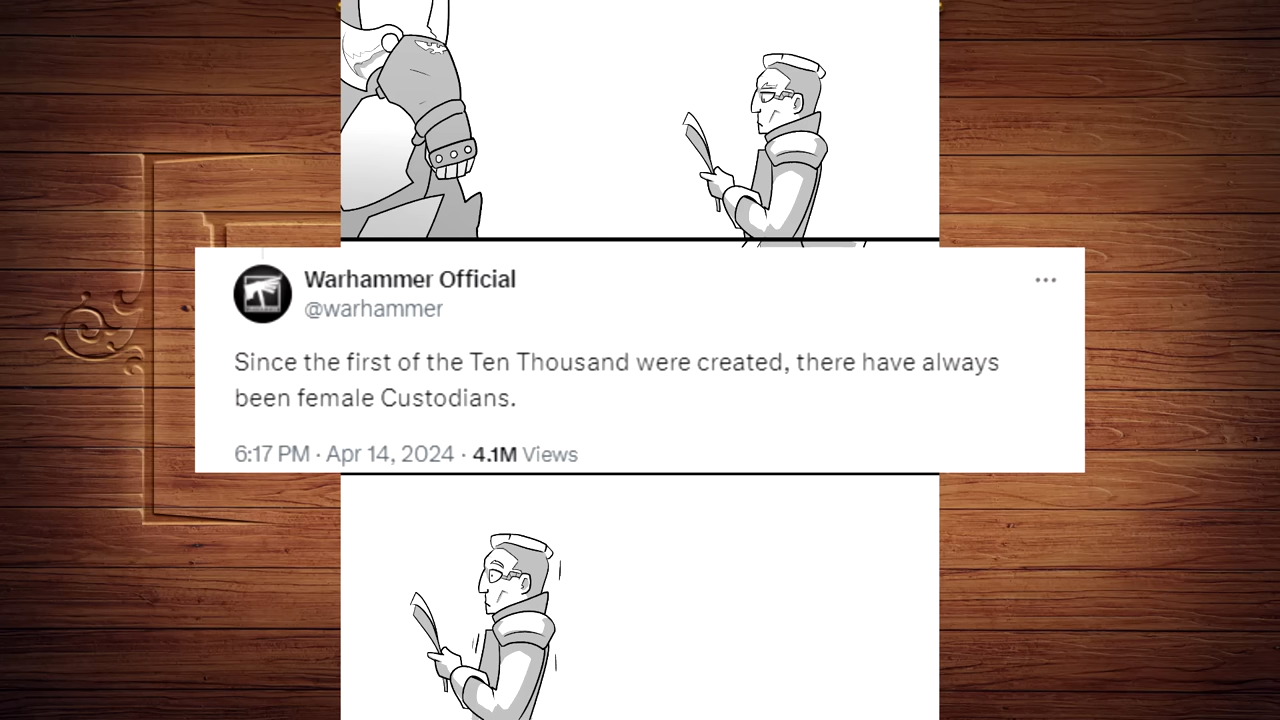 Warhammer Official
@warhammer
Since the first of the Ten Thousand were created, there have always
been female Custodians.
6:17 PM · Apr 14, 2024 · 4.1M Views